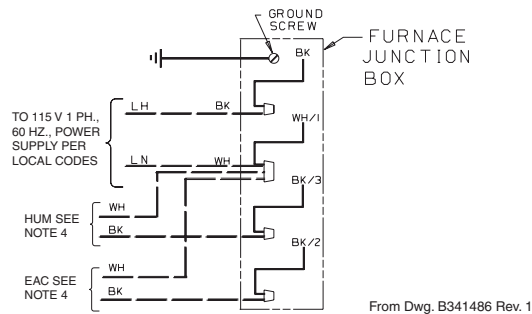 GROUND
SCREW
FURNACE
JUNCTION
BOX
BK
TO 115 V 1 PH.,
60 HZ., POWER
SUPPLY PER
LOCAL CODES
LH
BK
WH/1
LN
WH
BK/3
HUM SEE
NOTE 4
WH
BK
BK/2
EAC SEE
NOTE 4
WH
BK
From Dwg. B341486 Rev. 1